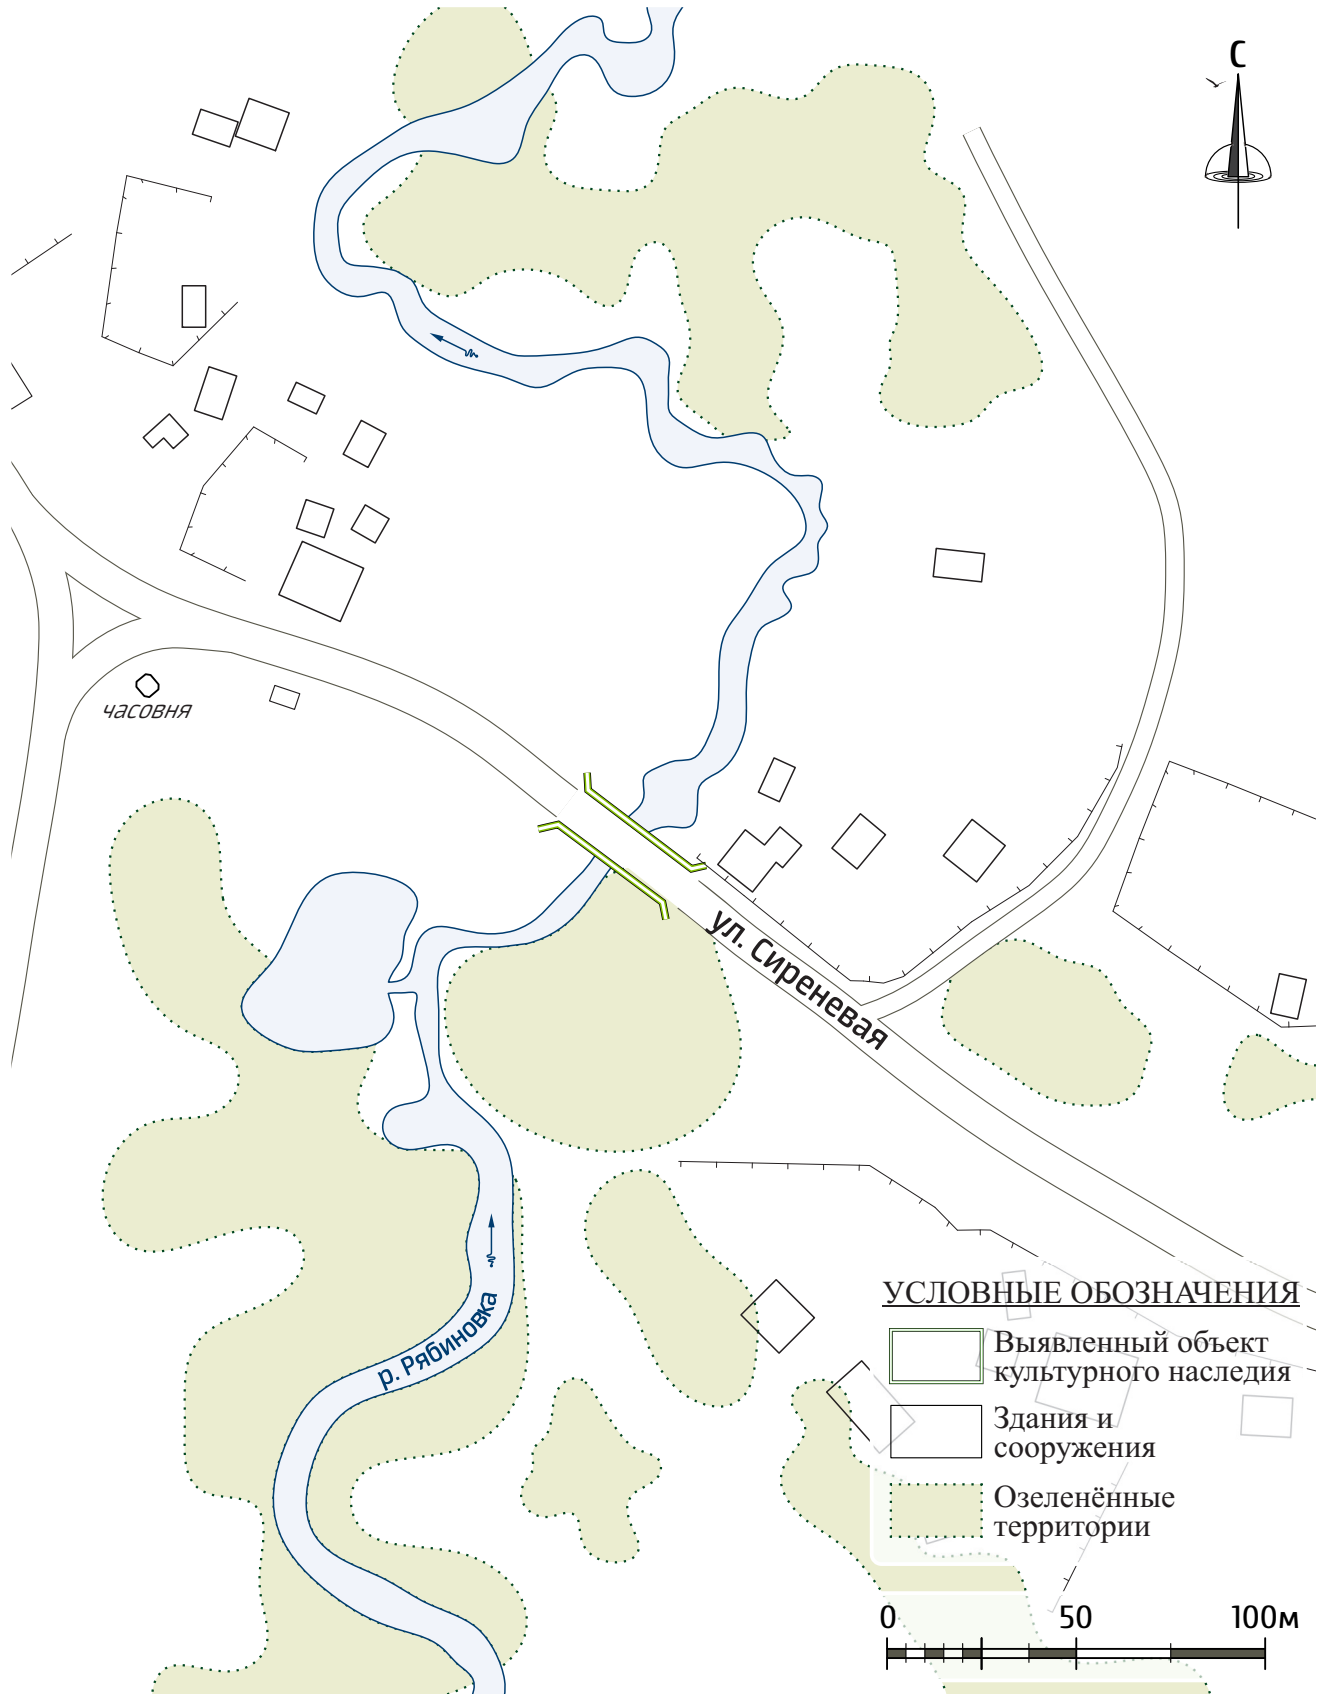 С
часовня
ул. Сиреневая
р. Рябиновка
УСЛОВНЫЕ ОБОЗНАЧЕНИЯ
Выявленный объект
культурного наследия
Здания и
сооружения
Озеленённые
территории
0 50 100м